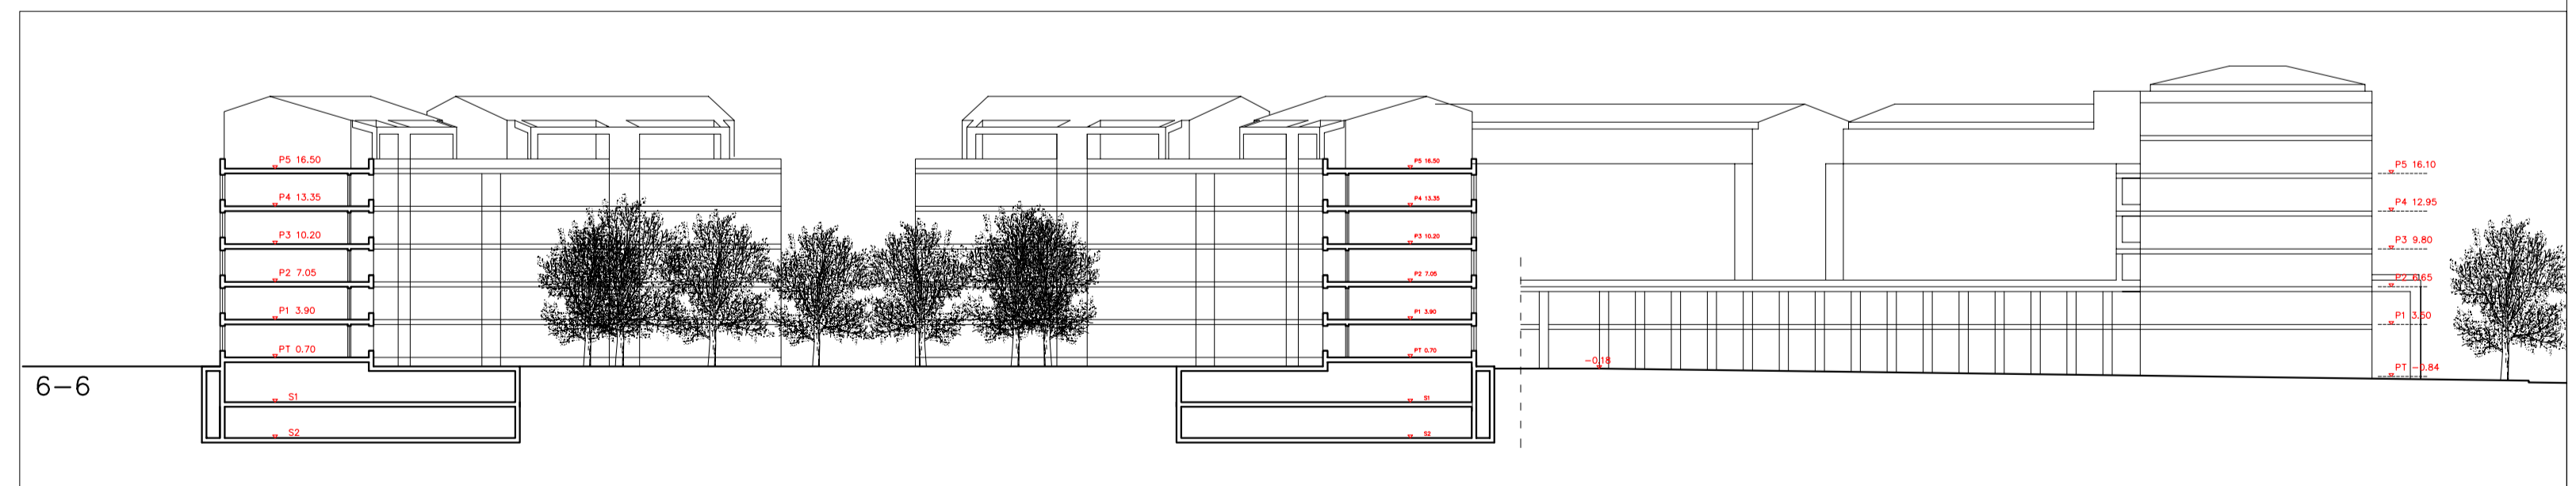 P5 16.50
P4 13.35
P3 10.20
P2 7.05
P1 3.90
PT 0.70
S1
S2
6-6
P5 16.50
P4 13.35
P3 10.20
P2 7.05
P1 3.90
PT 0.70
S1
S2
-0.18
P5 16.10
P4 12.95
P3 9.80
P2 6.65
P1 3.50
PT -0.84